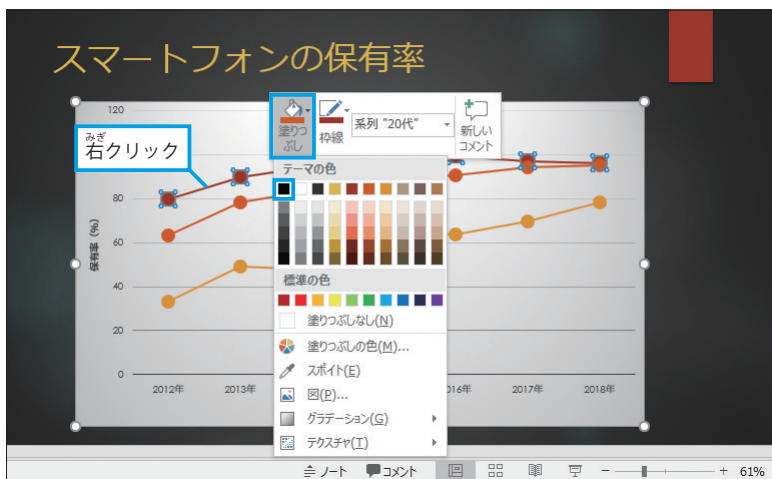 スマートフォンの保有率
120
80
60
40
20
0
保有率 (%)
2012年
2013年
16年
2017年
2018年
みぎ
右クリック
塗りつ
ぶし
枠線
系列 "20代"
新しい
コメント
テーマの色
標準の色
塗りつぶしなし(N)
塗りつぶしの色(M)...
スポイト(E)
図(P)...
グラデーション(G)
テクスチャ(T)
ノート
コメント
61%